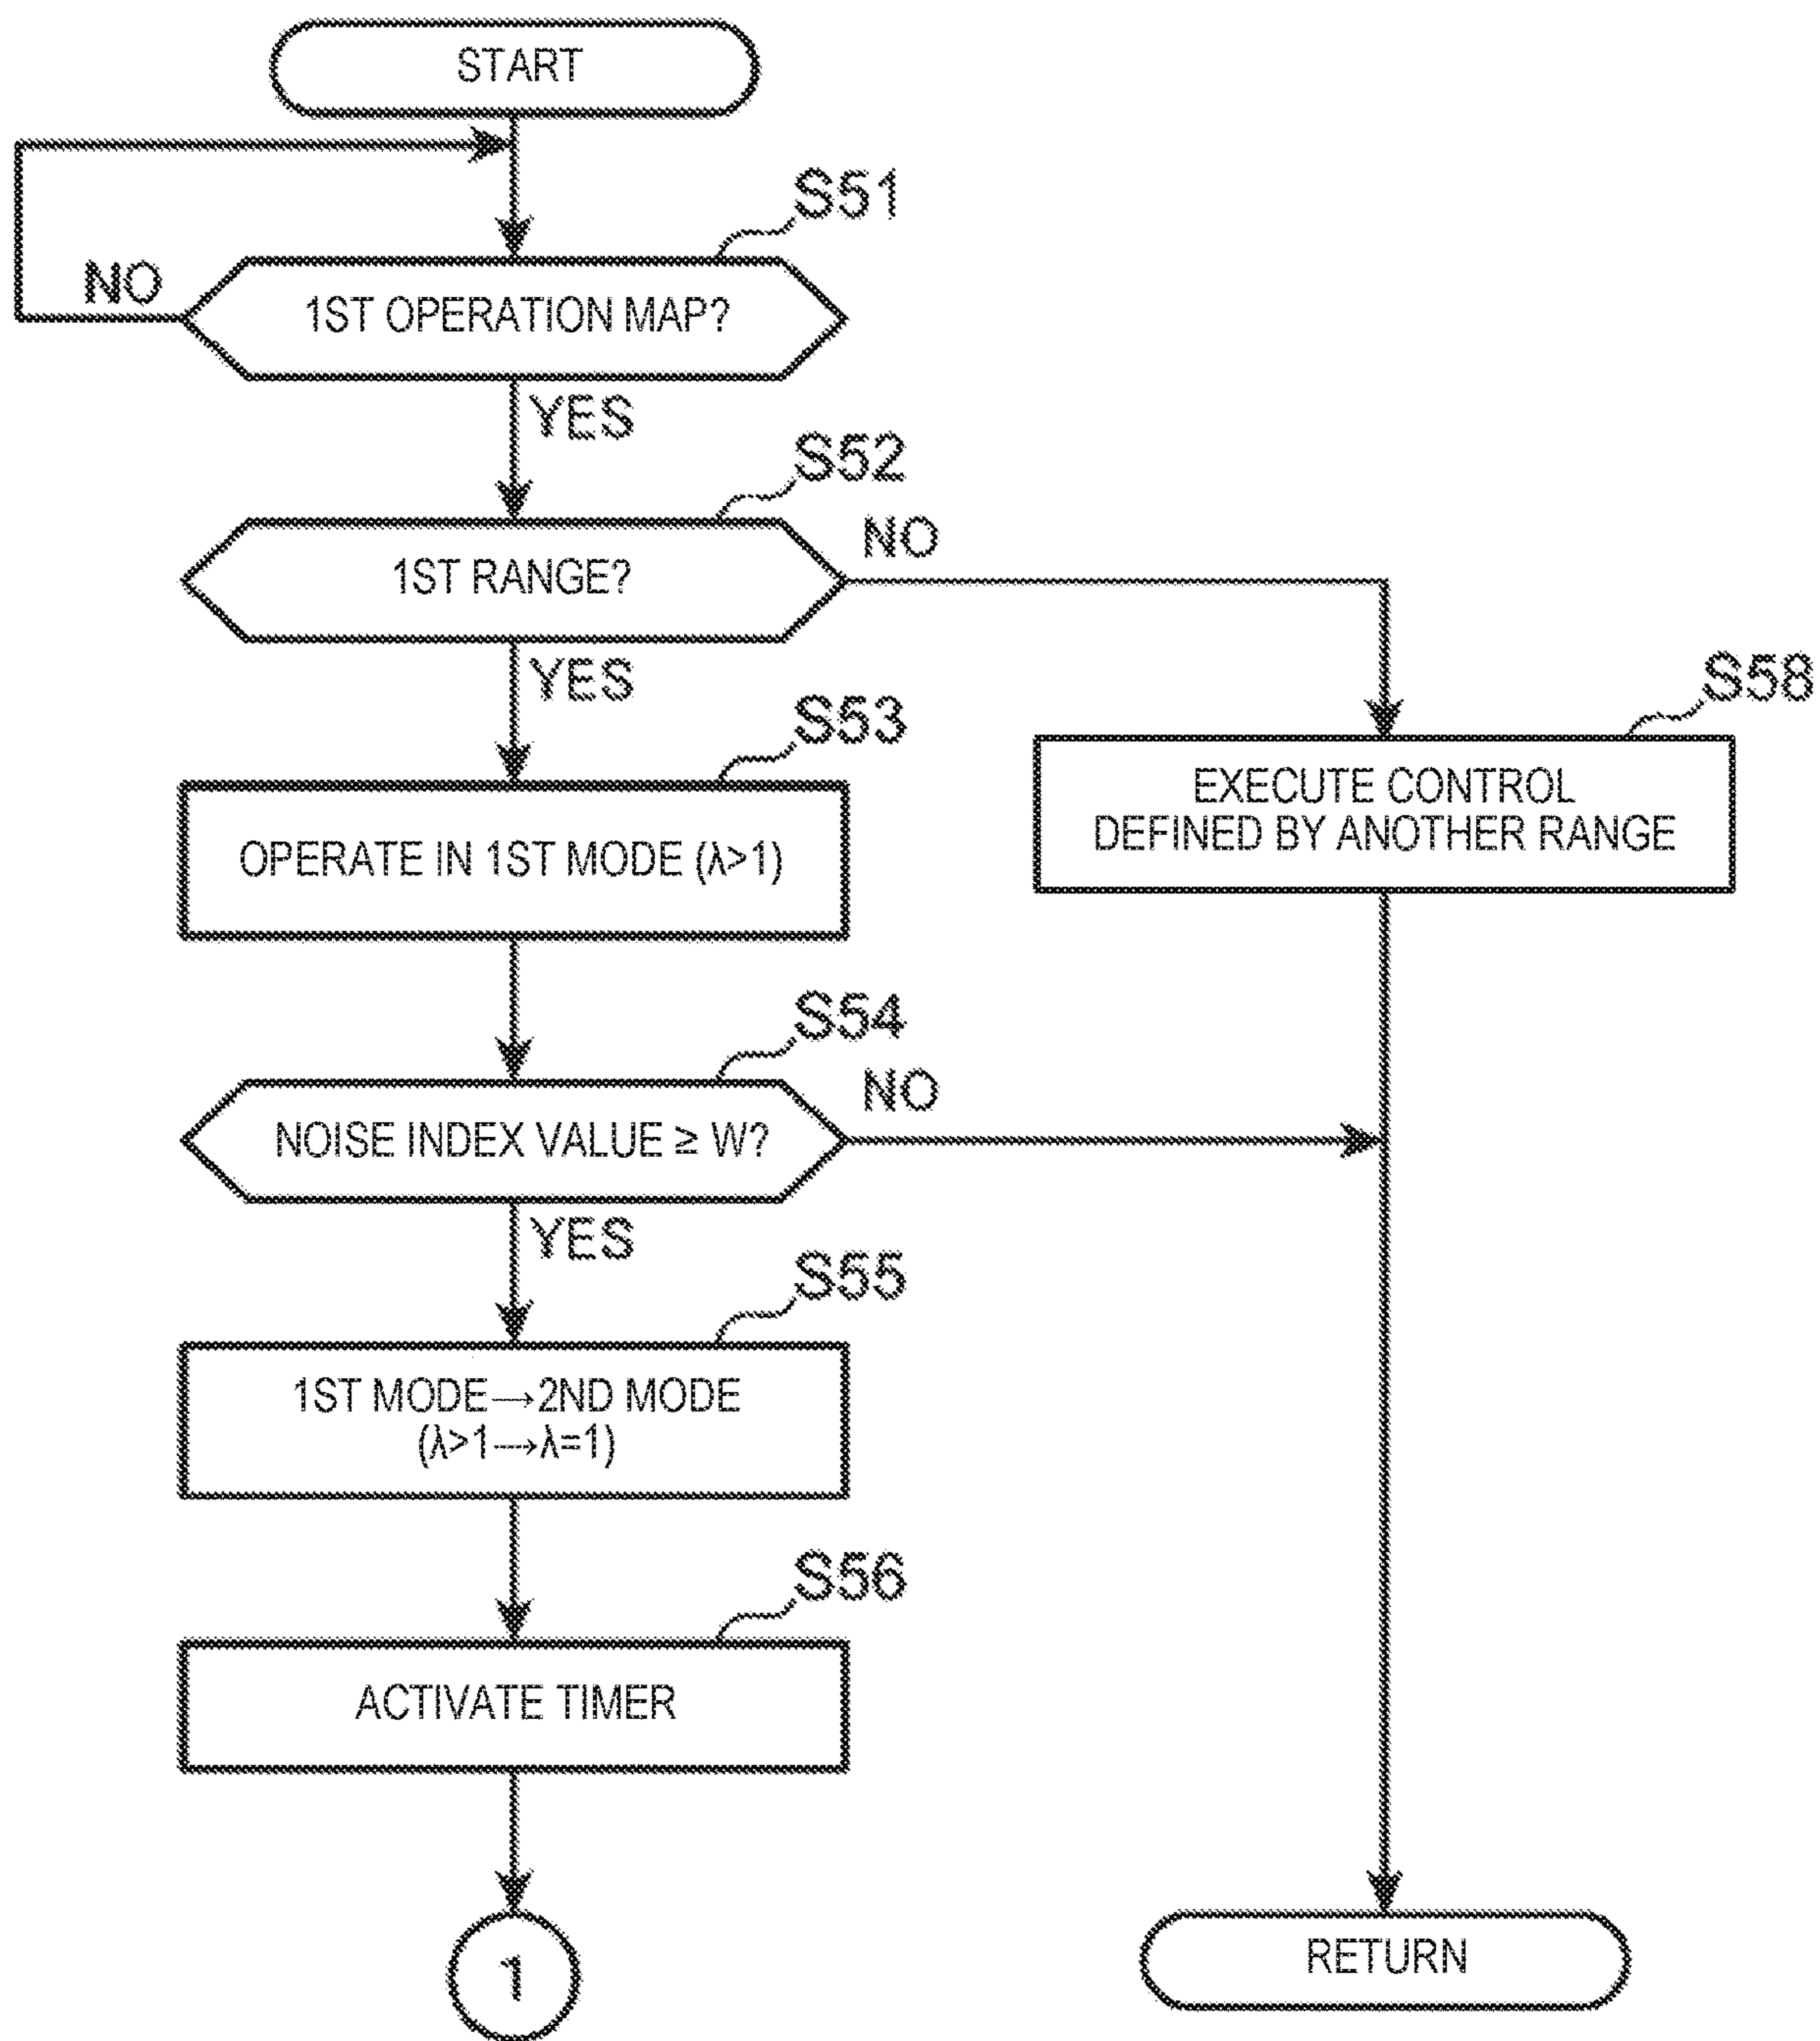 START
S51
NO
1ST OPERATION MAP?
YES
S52
NO
1ST RANGE?
YES
S53
S58
OPERATE IN 1ST MODE (λ>1)
EXECUTE CONTROL
DEFINED BY ANOTHER RANGE
S54
NO
NOISE INDEX VALUE ≥ W?
YES
S55
1ST MODE→2ND MODE
(λ>1→λ=1)
S56
ACTIVATE TIMER
1
RETURN